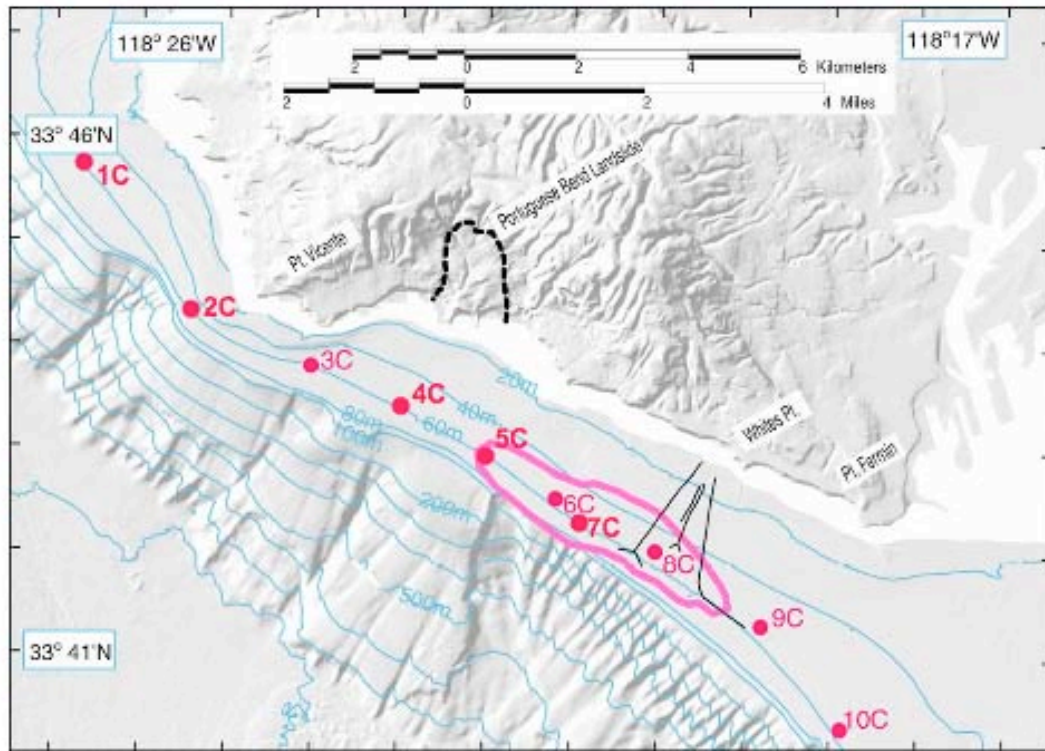 118° 26'W
118°17'W
2 0 2 4 6 Kilometers
2 0 2 4 Miles
33° 46'N
1C
Portuguese Bend Landside
Pt. Vicente
2C
3C
20m
4C
40m
60m
80m
100m
Whites Pt.
5C
Pt. Fermin
6C
200m
7C
8C
500m
9C
33° 41'N
10C